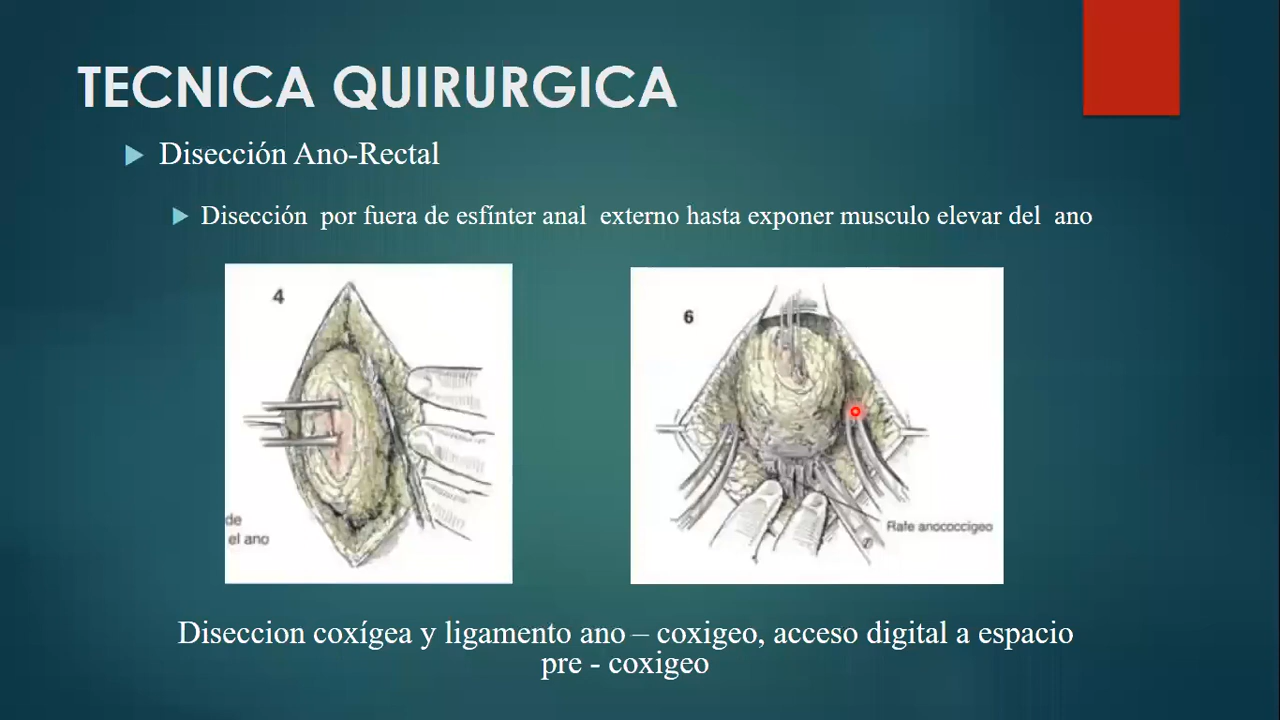 TECNICA QUIRURGICA
Disección Ano-Rectal
Disección por fuera de esfínter anal externo hasta exponer musculo elevar del ano
4
6
de
el ano
Rafe anococcígeo
Diseccion coxígea y ligamento ano – coxigeo, acceso digital a espacio
pre - coxigeo